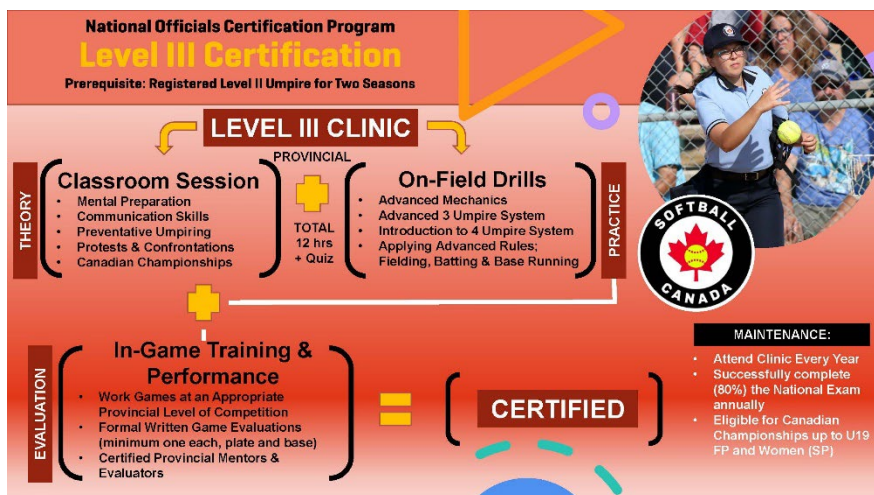 National Officials Certification Program
Level III Certification
Prerequisite: Registered Level II Umpire for Two Seasons
LEVEL III CLINIC
THEORY
Classroom Session
• Mental Preparation
• Communication Skills
• Preventative Umpiring
• Protests & Confrontations
• Canadian Championships
PROVINCIAL
TOTAL
12 hrs
+ Quiz
On-Field Drills
• Advanced Mechanics
• Advanced 3 Umpire System
• Introduction to 4 Umpire System
• Applying Advanced Rules;
Fielding, Batting & Base Running
PRACTICE
SOFTBALL
CANADA
EVALUATION
In-Game Training &
Performance
• Work Games at an Appropriate
Provincial Level of Competition
• Formal Written Game Evaluations
(minimum one each, plate and base)
• Certified Provincial Mentors &
Evaluators
CERTIFIED
MAINTENANCE:
• Attend Clinic Every Year
• Successfully complete
(80%) the National Exam
annually
• Eligible for Canadian
Championships up to U19
FP and Women (SP)